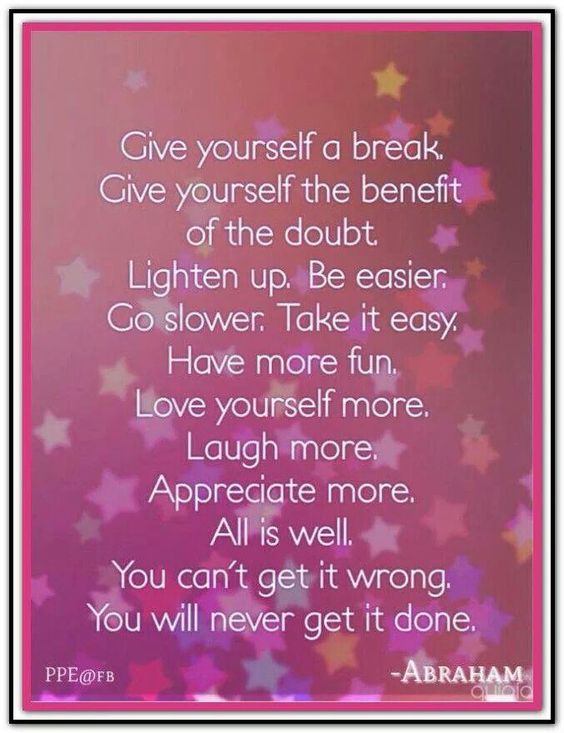 Give yourself a break.
Give yourself the benefit
of the doubt.
Lighten up. Be easier.
Go slower. Take it easy.
Have more fun.
Love yourself more.
Laugh more.
Appreciate more.
All is well.
You can't get it wrong.
You will never get it done.
PPE@FB
-ABRAHAM